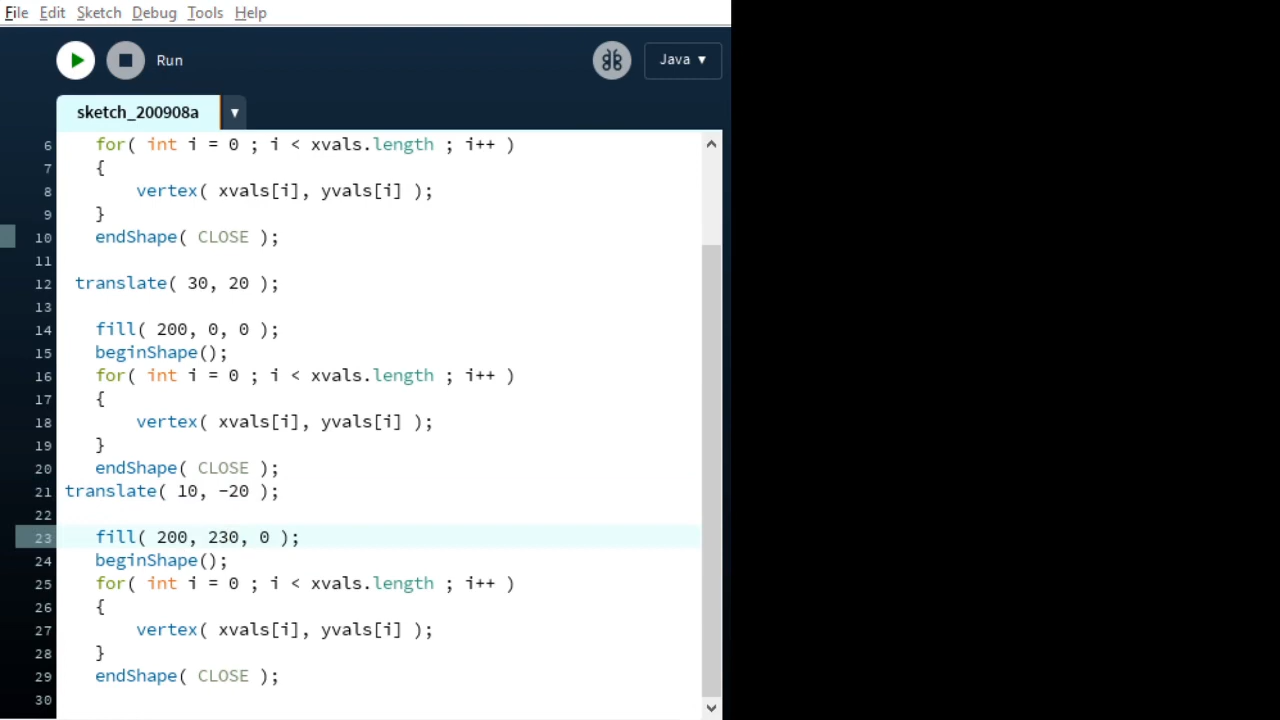 File Edit Sketch Debug Tools Help
Run
Java ▼
sketch_200908a ▼
6 for( int i = 0 ; i < xvals.length ; i++ )
7 {
8 vertex( xvals[i], yvals[i] );
9 }
10 endShape( CLOSE );
11
12 translate( 30, 20 );
13
14 fill( 200, 0, 0 );
15 beginShape();
16 for( int i = 0 ; i < xvals.length ; i++ )
17 {
18 vertex( xvals[i], yvals[i] );
19 }
20 endShape( CLOSE );
21 translate( 10, -20 );
22
23 fill( 200, 230, 0 );
24 beginShape();
25 for( int i = 0 ; i < xvals.length ; i++ )
26 {
27 vertex( xvals[i], yvals[i] );
28 }
29 endShape( CLOSE );
30